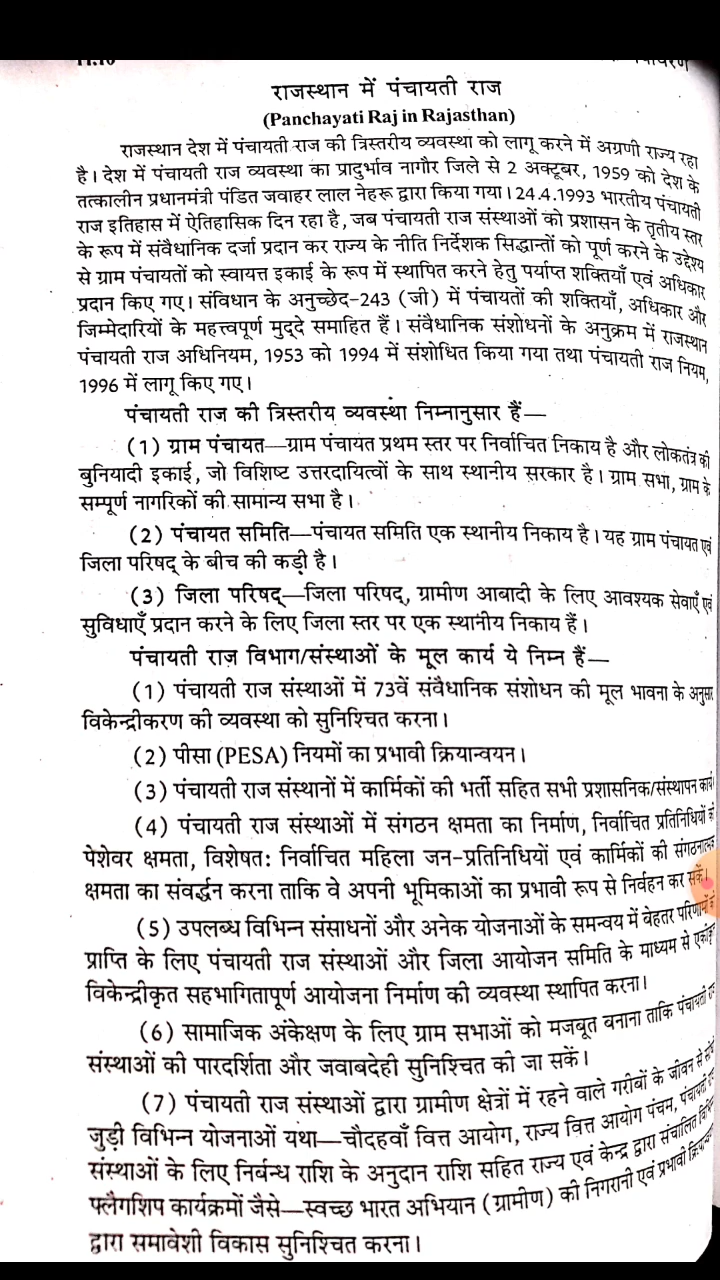 11.10
राजस्थान में पंचायती राज
(Panchayati Raj in Rajasthan)
राजस्थान देश में पंचायती राज की त्रिस्तरीय व्यवस्था को लागू करने में अग्रणी राज्य रहा
है। देश में पंचायती राज व्यवस्था का प्रादुर्भाव नागौर जिले से 2 अक्टूबर, 1959 को देश के
तत्कालीन प्रधानमंत्री पंडित जवाहर लाल नेहरू द्वारा किया गया। 24.4.1993 भारतीय पंचायती
राज इतिहास में ऐतिहासिक दिन रहा है, जब पंचायती राज संस्थाओं को प्रशासन के तृतीय स्तर
के रूप में संवैधानिक दर्जा प्रदान कर राज्य के नीति निर्देशक सिद्धान्तों को पूर्ण करने के उद्देश्य
से ग्राम पंचायतों को स्वायत्त इकाई के रूप में स्थापित करने हेतु पर्याप्त शक्तियाँ एवं अधिकार
प्रदान किए गए। संविधान के अनुच्छेद-243 (जी) में पंचायतों की शक्तियाँ, अधिकार और
जिम्मेदारियों के महत्त्वपूर्ण मुद्दे समाहित हैं। संवैधानिक संशोधनों के अनुक्रम में राजस्थान
पंचायती राज अधिनियम, 1953 को 1994 में संशोधित किया गया तथा पंचायती राज नियम,
1996 में लागू किए गए।
पंचायती राज की त्रिस्तरीय व्यवस्था निम्नानुसार हैं—
(1) ग्राम पंचायत—ग्राम पंचायत प्रथम स्तर पर निर्वाचित निकाय है और लोकतंत्र की
बुनियादी इकाई, जो विशिष्ट उत्तरदायित्वों के साथ स्थानीय सरकार है। ग्राम सभा, ग्राम के
सम्पूर्ण नागरिकों की सामान्य सभा है।
(2) पंचायत समिति—पंचायत समिति एक स्थानीय निकाय है। यह ग्राम पंचायत एवं
जिला परिषद् के बीच की कड़ी है।
(3) जिला परिषद्—जिला परिषद्, ग्रामीण आबादी के लिए आवश्यक सेवाएँ एवं
सुविधाएँ प्रदान करने के लिए जिला स्तर पर एक स्थानीय निकाय हैं।
पंचायती राज़ विभाग/संस्थाओं के मूल कार्य ये निम्न हैं—
(1) पंचायती राज संस्थाओं में 73वें संवैधानिक संशोधन की मूल भावना के अनुसार
विकेन्द्रीकरण की व्यवस्था को सुनिश्चित करना।
(2) पीसा (PESA) नियमों का प्रभावी क्रियान्वयन।
(3) पंचायती राज संस्थानों में कार्मिकों की भर्ती सहित सभी प्रशासनिक/संस्थापन कार्य।
(4) पंचायती राज संस्थाओं में संगठन क्षमता का निर्माण, निर्वाचित प्रतिनिधियों की
पेशेवर क्षमता, विशेषत: निर्वाचित महिला जन-प्रतिनिधियों एवं कार्मिकों की संगठनात्मक
क्षमता का संवर्द्धन करना ताकि वे अपनी भूमिकाओं का प्रभावी रूप से निर्वहन कर सकें।
(5) उपलब्ध विभिन्न संसाधनों और अनेक योजनाओं के समन्वय में बेहतर परिणामों की
प्राप्ति के लिए पंचायती राज संस्थाओं और जिला आयोजन समिति के माध्यम से एकीकृत
विकेन्द्रीकृत सहभागितापूर्ण आयोजना निर्माण की व्यवस्था स्थापित करना।
(6) सामाजिक अंकेक्षण के लिए ग्राम सभाओं को मजबूत बनाना ताकि पंचायती राज
संस्थाओं की पारदर्शिता और जवाबदेही सुनिश्चित की जा सकें।
(7) पंचायती राज संस्थाओं द्वारा ग्रामीण क्षेत्रों में रहने वाले गरीबों के जीवन से सीधे
जुड़ी विभिन्न योजनाओं यथा—चौदहवाँ वित्त आयोग, राज्य वित्त आयोग पंचम, पंचायती राज
संस्थाओं के लिए निर्बन्ध राशि के अनुदान राशि सहित राज्य एवं केन्द्र द्वारा संचालित विभिन्न
फ्लैगशिप कार्यक्रमों जैसे—स्वच्छ भारत अभियान (ग्रामीण) की निगरानी एवं प्रभावी
द्वारा समावेशी विकास सुनिश्चित करना।